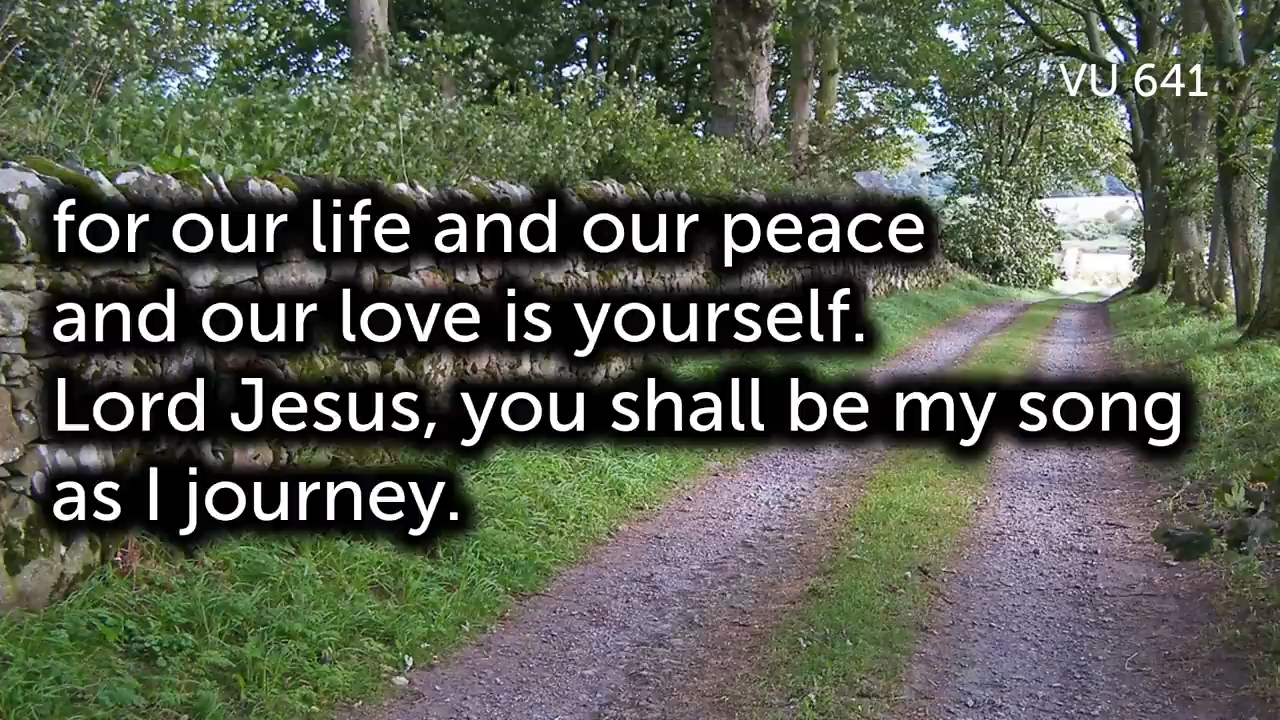 VU 641
for our life and our peace
and our love is yourself.
Lord Jesus, you shall be my song
as I journey.